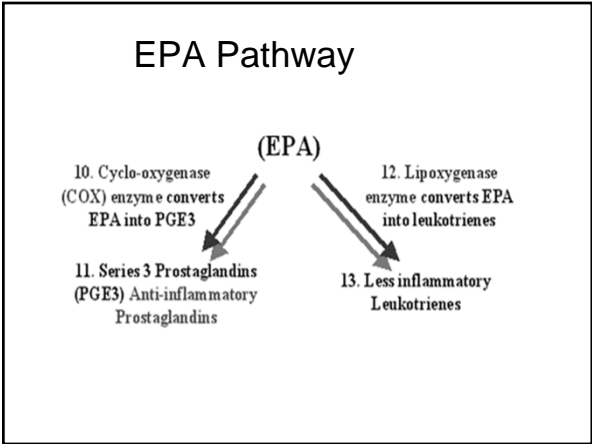 EPA Pathway
(EPA)
10. Cyclo-oxygenase
(COX) enzyme converts
EPA into PGE3
12. Lipoxygenase
enzyme converts EPA
into leukotrienes
11. Series 3 Prostaglandins
(PGE3) Anti-inflammatory
Prostaglandins
13. Less inflammatory
Leukotrienes